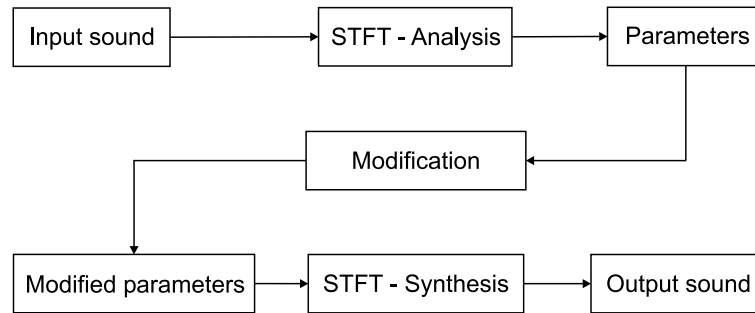 Input sound
STFT - Analysis
Parameters
Modification
Modified parameters
STFT - Synthesis
Output sound